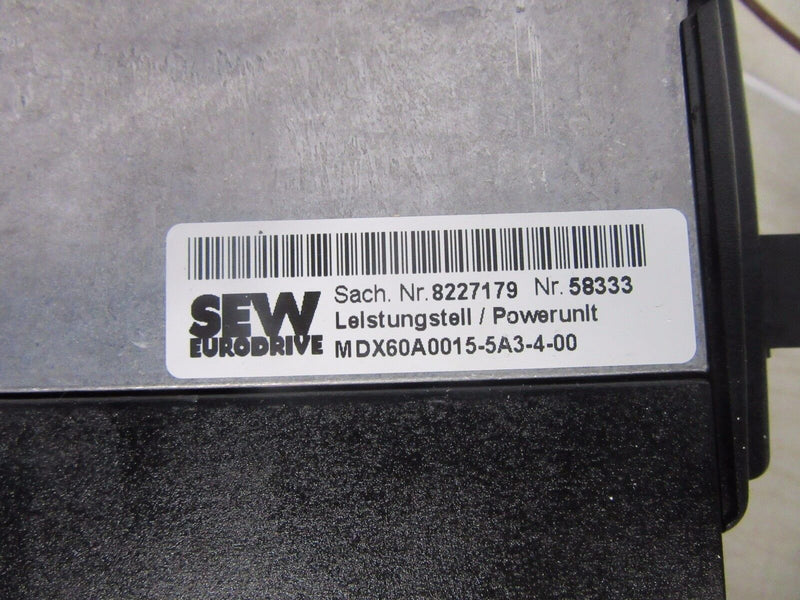 Sach. Nr. 8227179 Nr. 58333
SEW
EURODRIVE
Leistungsteil / Powerunit
MDX60A0015-5A3-4-00